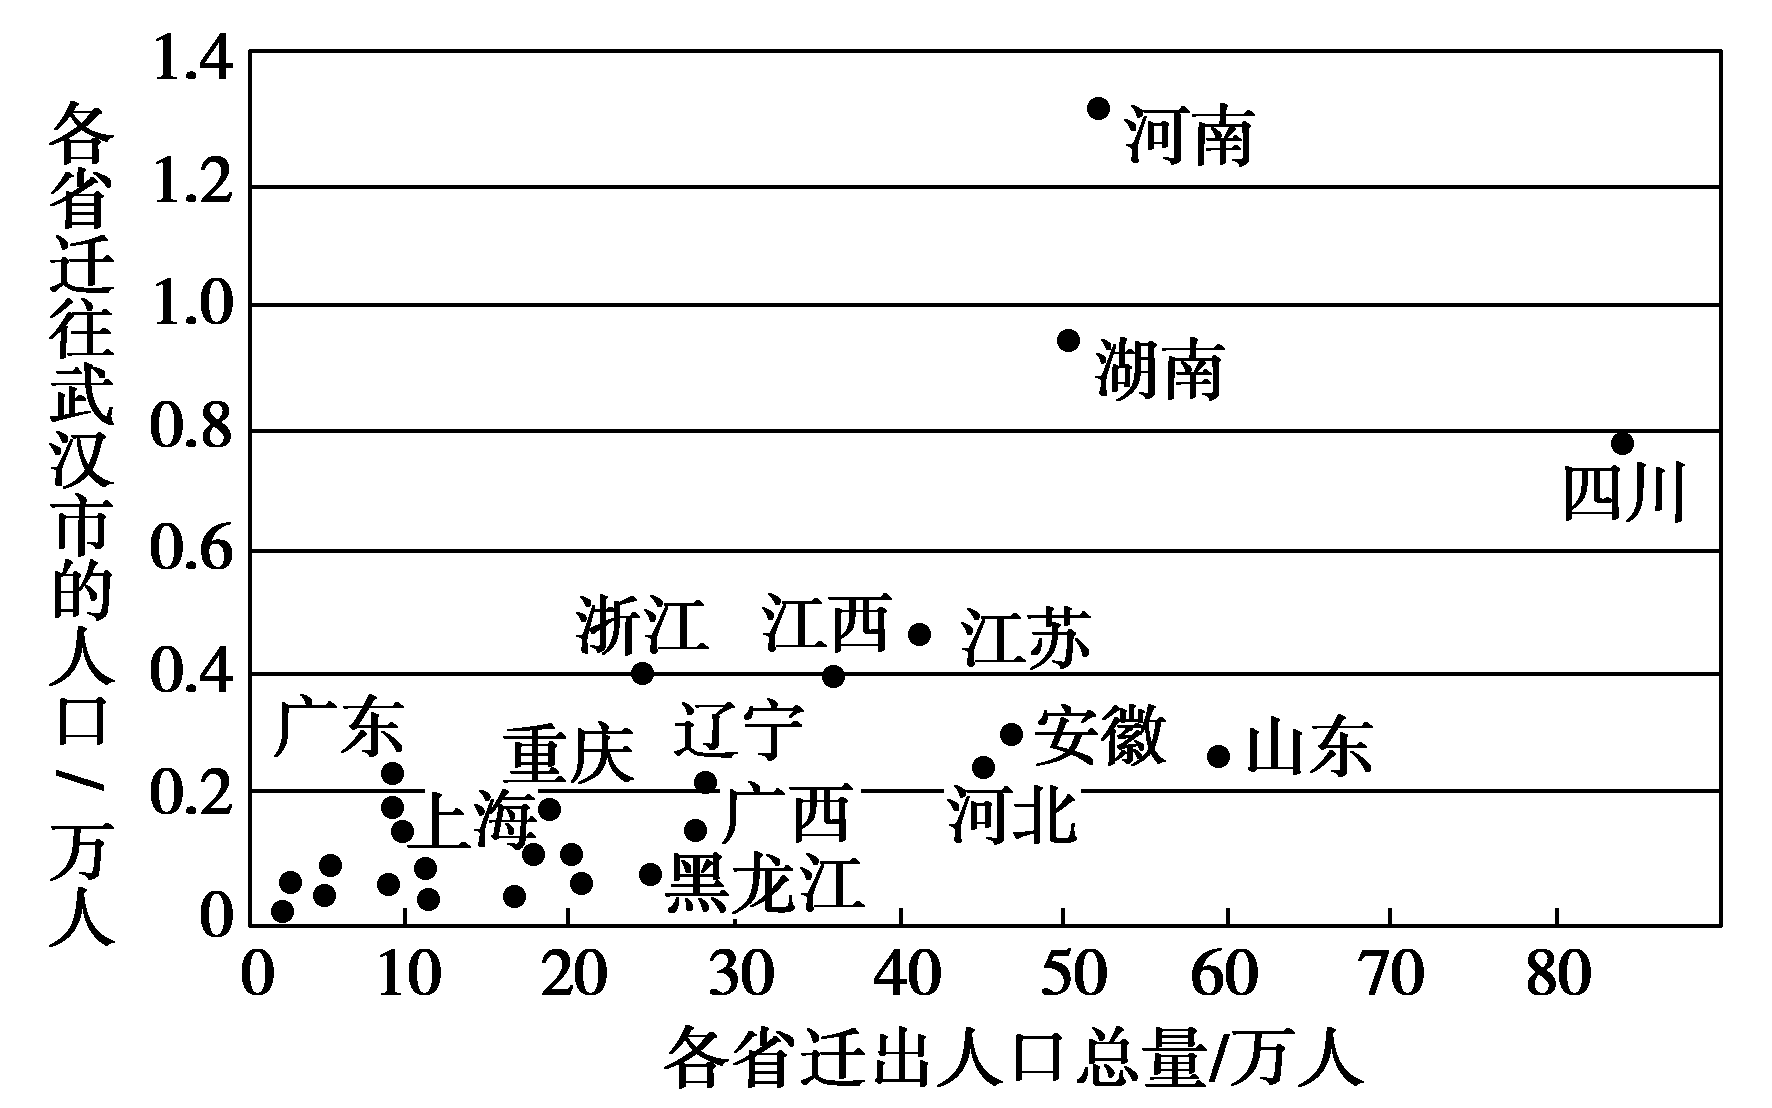 各省迁往武汉市的人口/万人
1.4
1.2
1.0
0.8
0.6
0.4
0.2
0
河南
湖南
四川
浙江
江西
江苏
广东
重庆
辽宁
安徽
山东
上海
广西
河北
黑龙江
0 10 20 30 40 50 60 70 80
各省迁出人口总量/万人